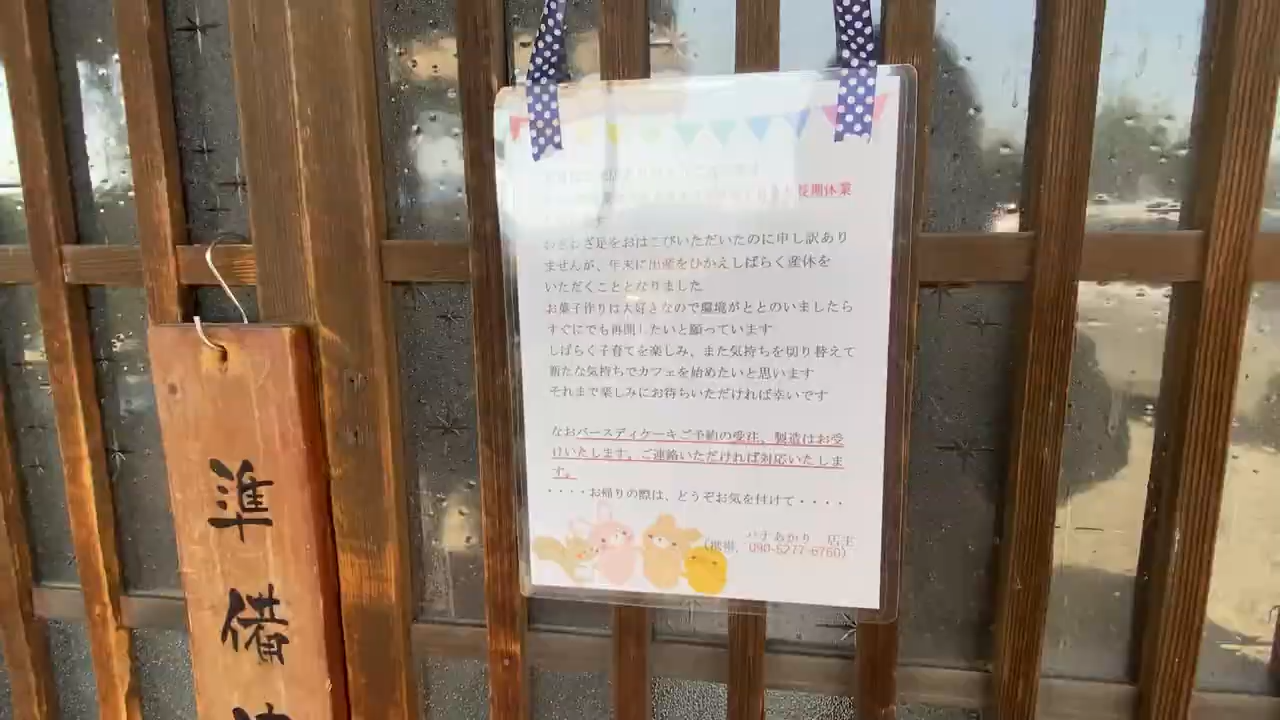 準備
長期休業
わざわざ足をおはこびいただいたのに申し訳あり
ませんが、年末に出産をひかえしばらく産休を
いただくこととなりました
お菓子作りは大好きなので環境がととのいましたら
すぐにでも再開したいと願っています
しばらく子育てを楽しみ、また気持ちを切り替えて
新たな気持ちでカフェを始めたいと思います
それまで楽しみにお待ちいただければ幸いです
なおバースディケーキご予約の受注、製造はお受
けいたします。ご連絡いただければ対応いたしま
す。
・・・・お帰りの際は、どうぞお気を付けて・・・・
ハナあかり 店主
(携帯、090-5277-6760)